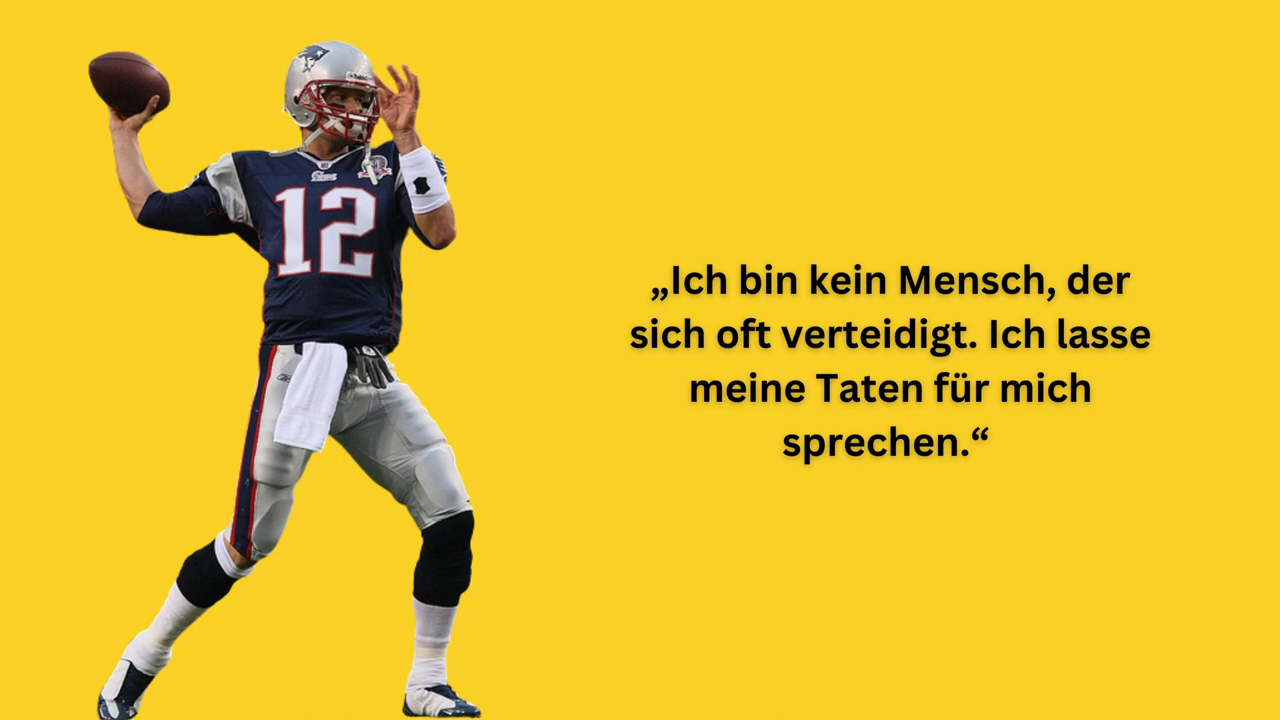 12
„Ich bin kein Mensch, der
sich oft verteidigt. Ich lasse
meine Taten für mich
sprechen.“